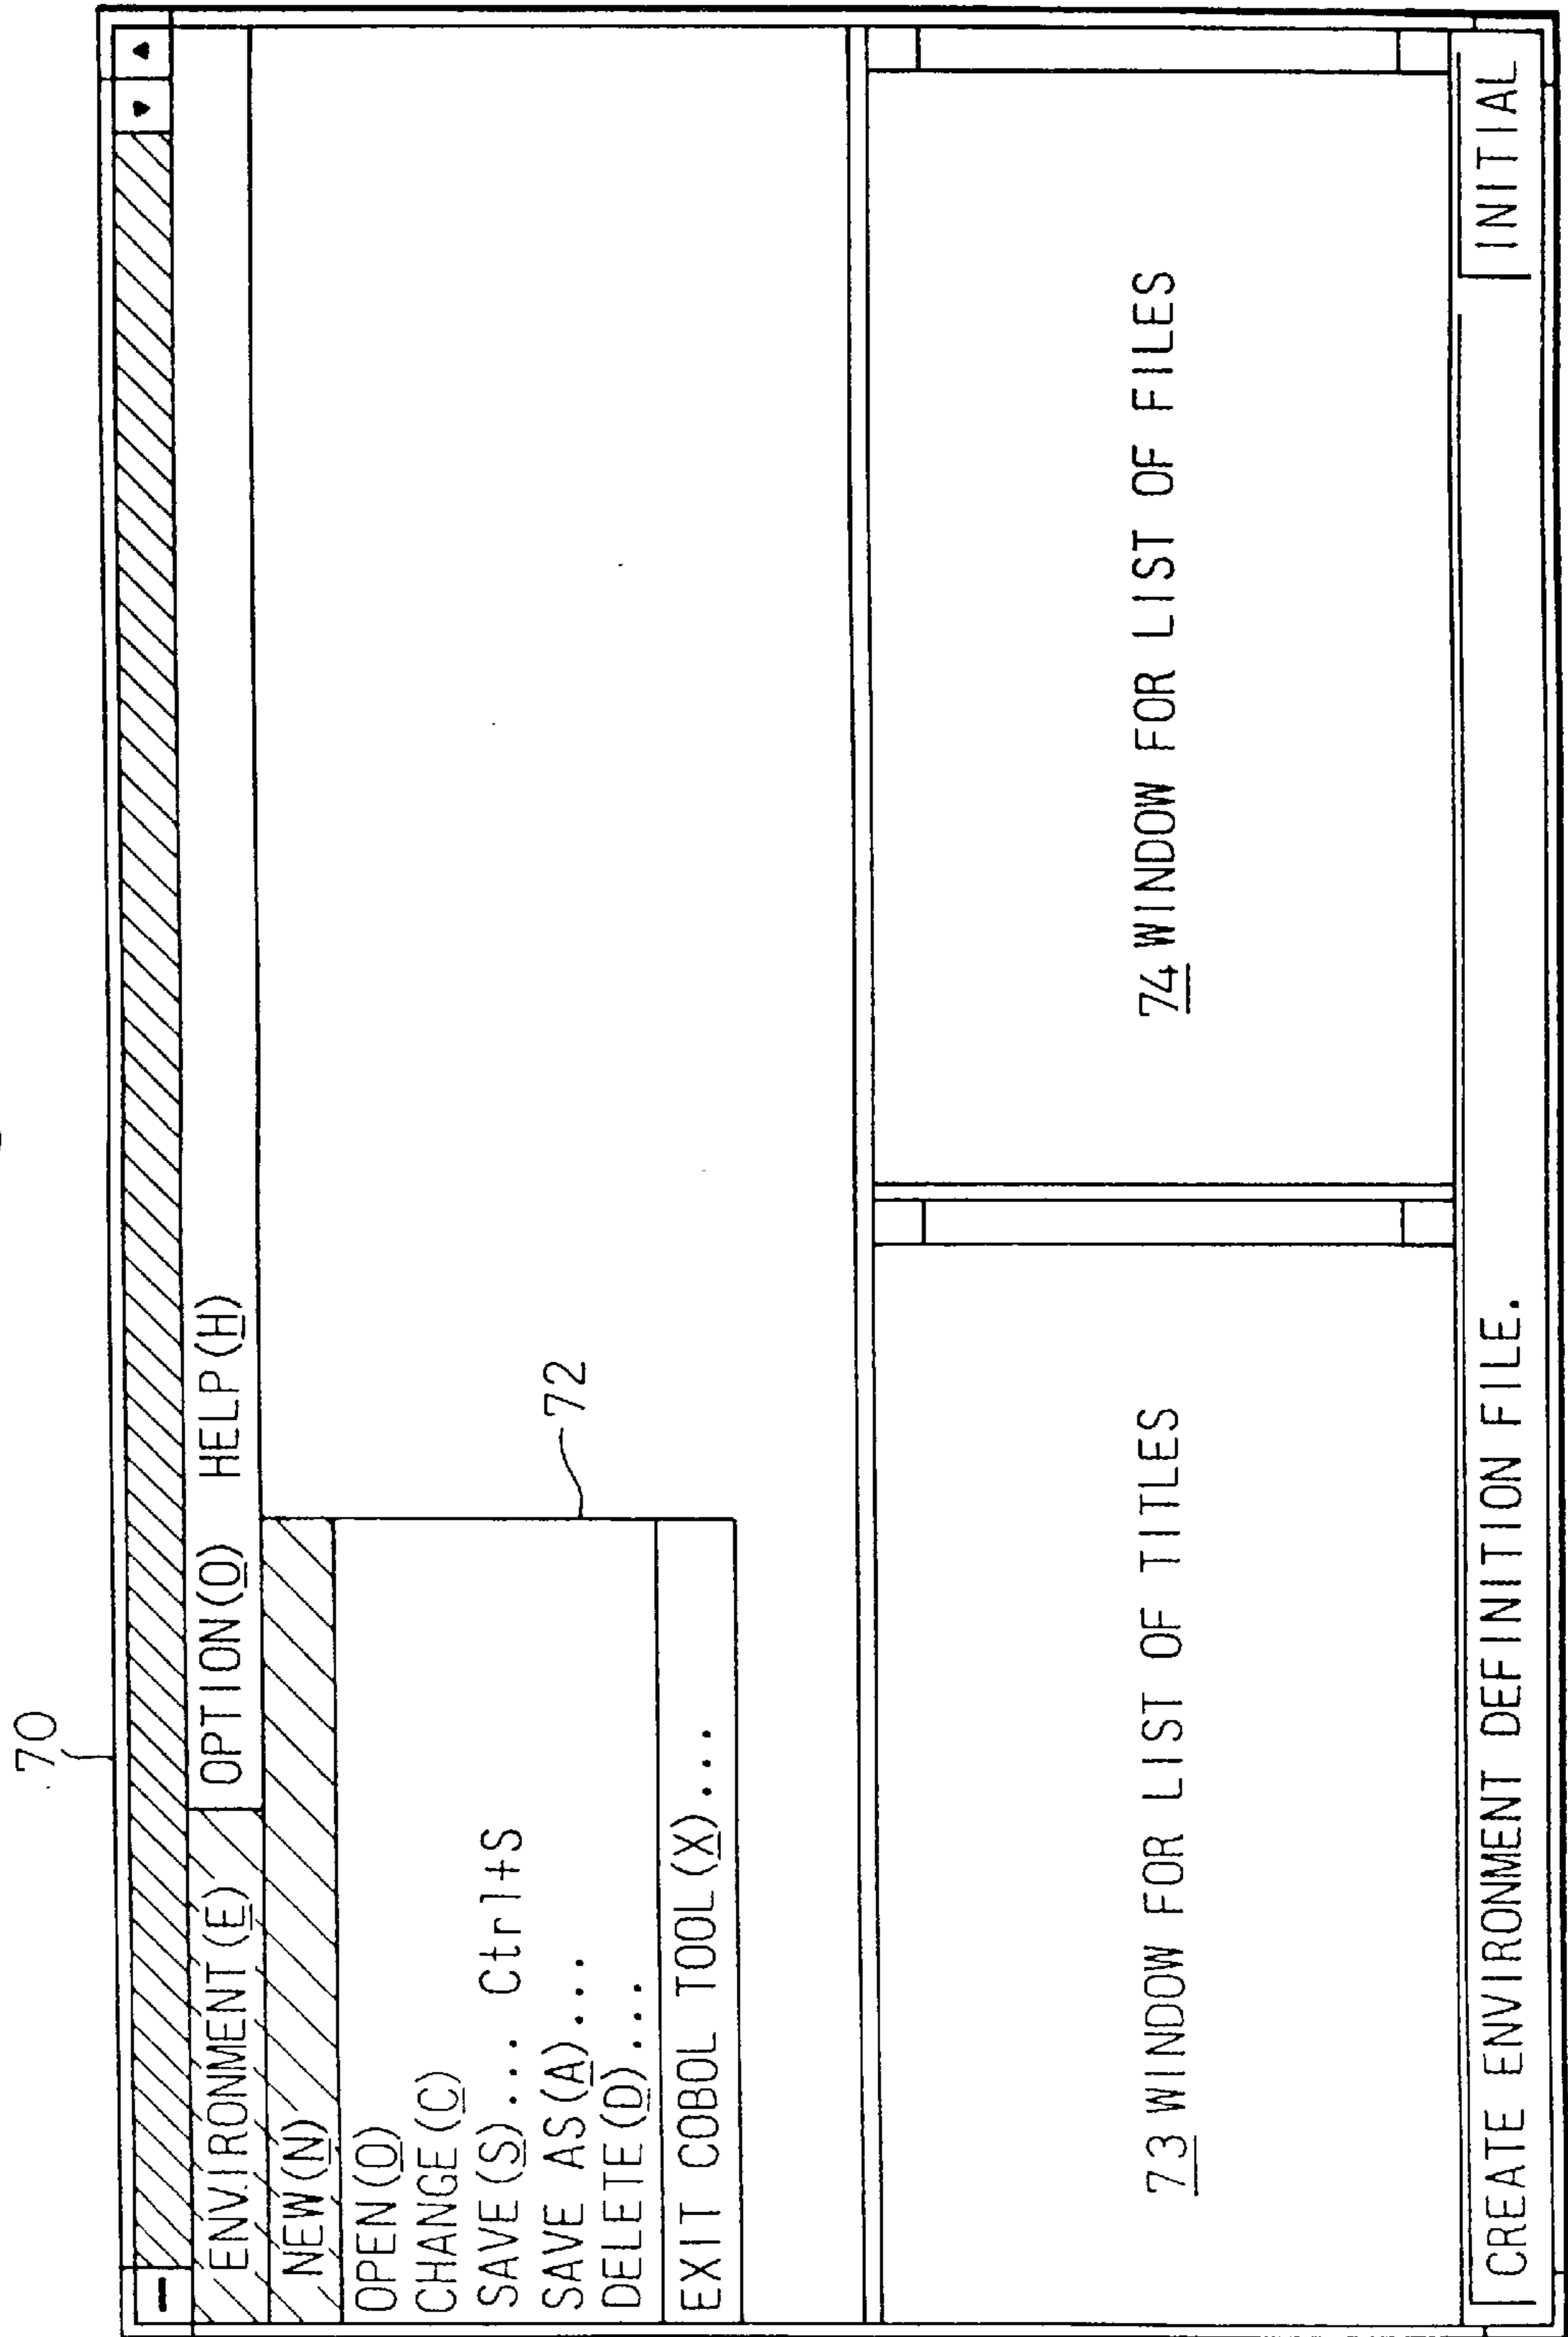 70
ENVIRONMENT(E) OPTION(O) HELP(H)
NEW(N)
OPEN(O)
CHANGE(C)
SAVE(S)... Ctrl+S
SAVE AS(A)...
DELETE(D)...
EXIT COBOL TOOL(X)...
72
73 WINDOW FOR LIST OF TITLES
74 WINDOW FOR LIST OF FILES
CREATE ENVIRONMENT DEFINITION FILE.
INITIAL